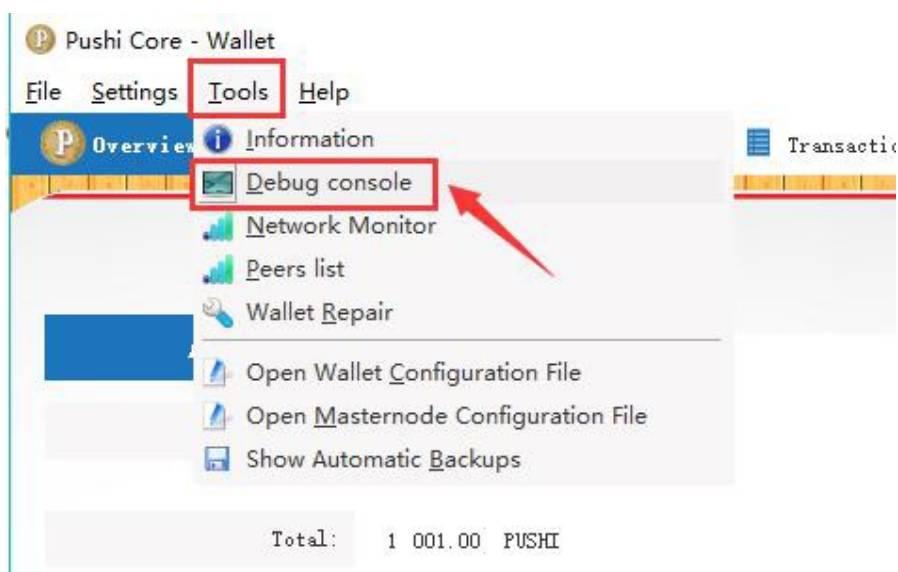 Pushi Core - Wallet
File Settings Tools Help
Overview
Information
Transactio
Debug console
Network Monitor
Peers list
Wallet Repair
Open Wallet Configuration File
Open Masternode Configuration File
Show Automatic Backups
Total: 1 001.00 PUSHI